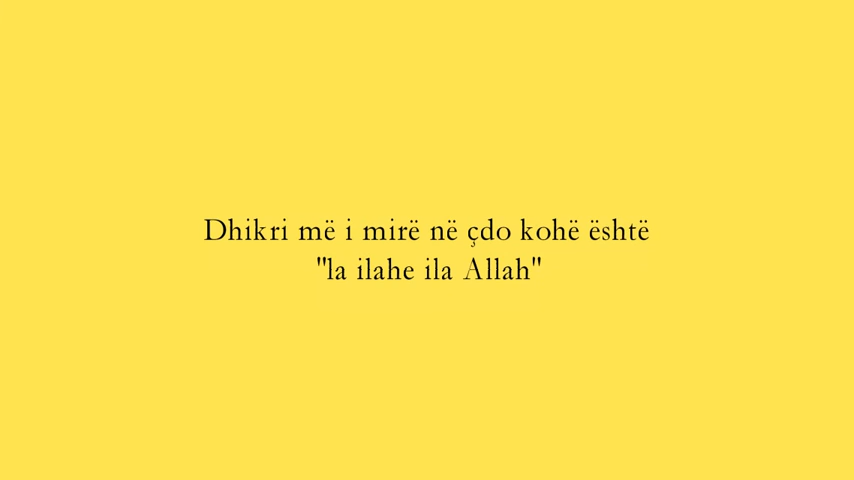 Dhikri më i mirë në çdo kohë është
"la ilahe ila Allah"